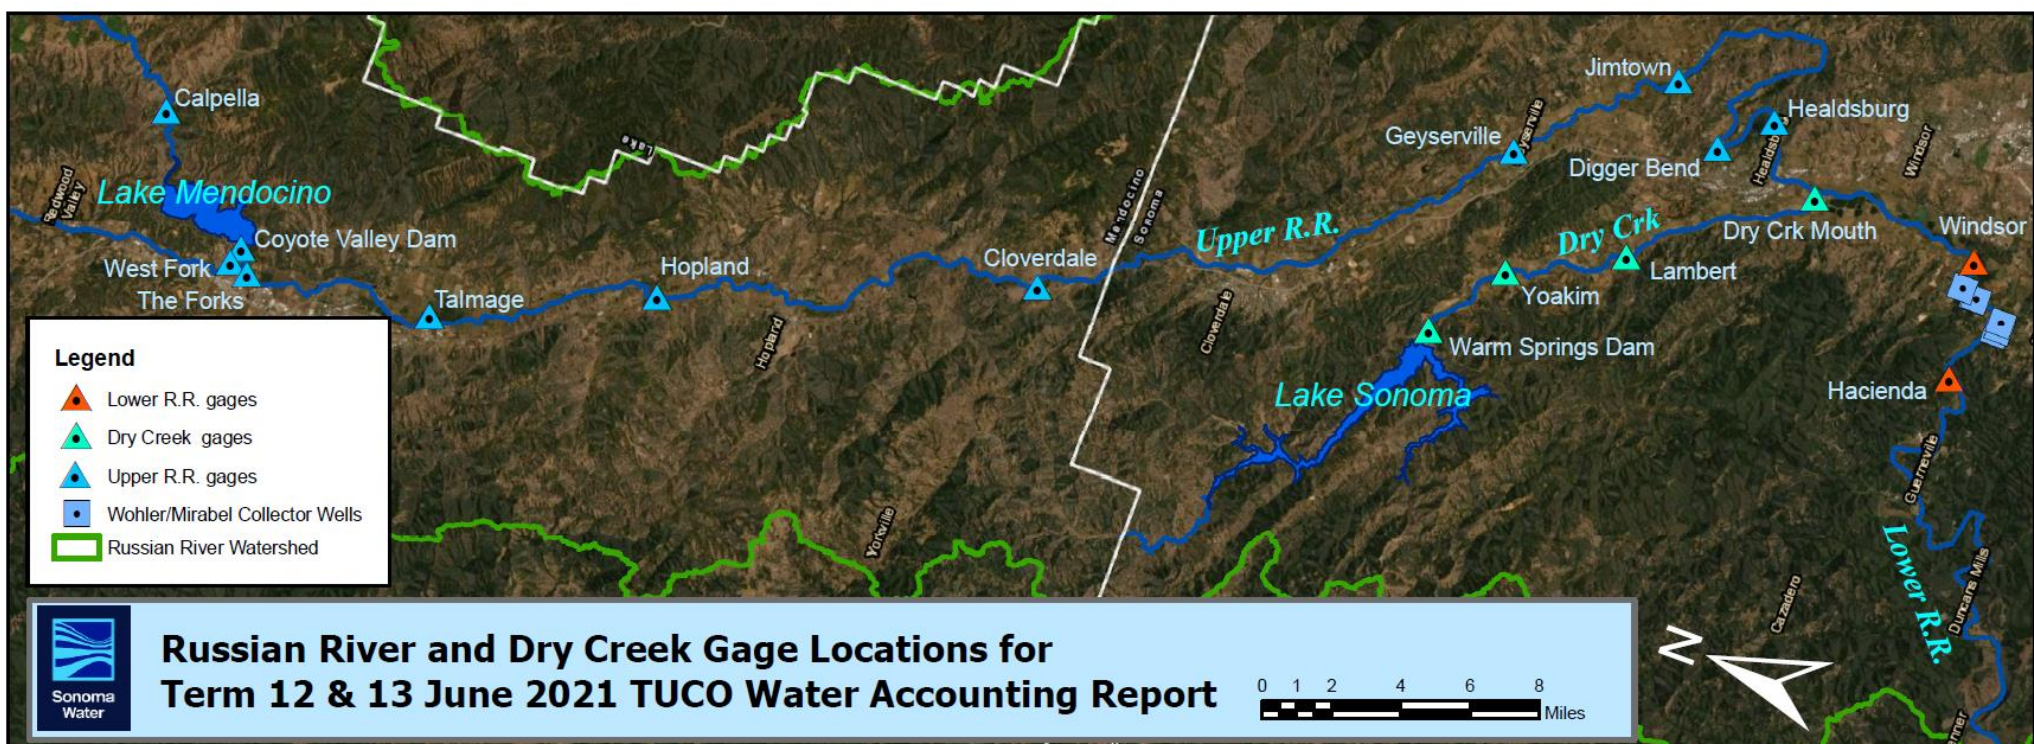 Calpella
Redwood
Valley
Lake Mendocino
Coyote Valley Dam
West Fork
The Forks
Talmage
Hopland
Hopland
Lake
Cloverdale
Mendocino
Sonoma
Upper R.R.
Cloverdale
Geyserville
Jimtown
Digger Bend
Healdsburg
Windsor
Dry Crk
Dry Crk Mouth
Windsor
Lambert
Yoakim
Warm Springs Dam
Lake Sonoma
Hacienda
Guerneville
Lower R.R.
Duncans Mills
Cazadero
Yorkville
Legend
Lower R.R. gages
Dry Creek gages
Upper R.R. gages
Wohler/Mirabel Collector Wells
Russian River Watershed
Sonoma
Water
Russian River and Dry Creek Gage Locations for
Term 12 & 13 June 2021 TUCO Water Accounting Report
0 1 2 4 6 8
Miles
N